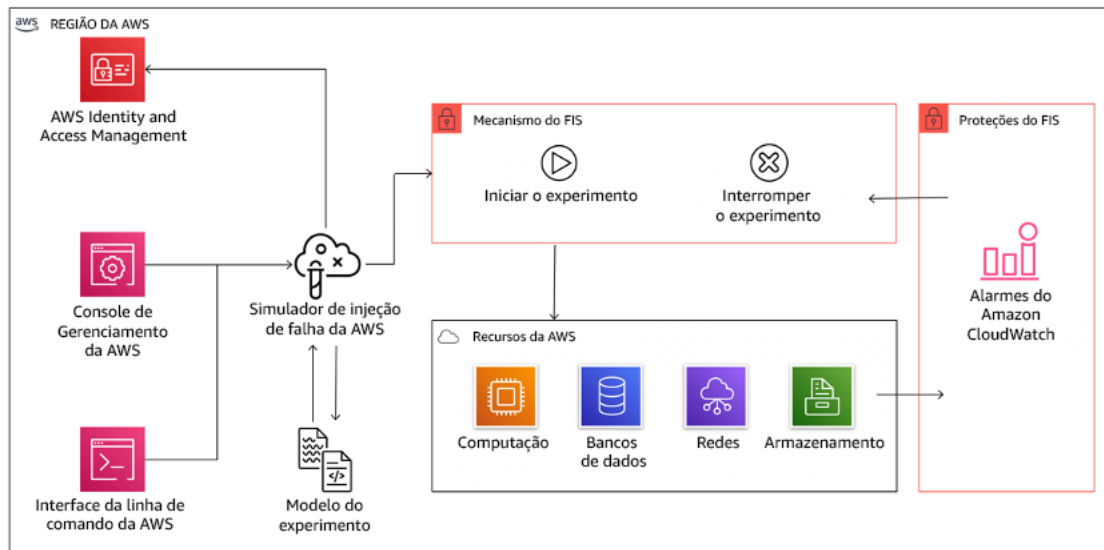 aws
REGIÃO DA AWS
AWS Identity and
Access Management
Console de
Gerenciamento
da AWS
Interface da linha de
comando da AWS
Simulador de injeção
de falha da AWS
</>
Modelo do
experimento
Mecanismo do FIS
Iniciar o experimento
Interromper
o experimento
Recursos da AWS
Computação
Bancos
de dados
Redes
Armazenamento
Proteções do FIS
Alarmes do
Amazon
CloudWatch